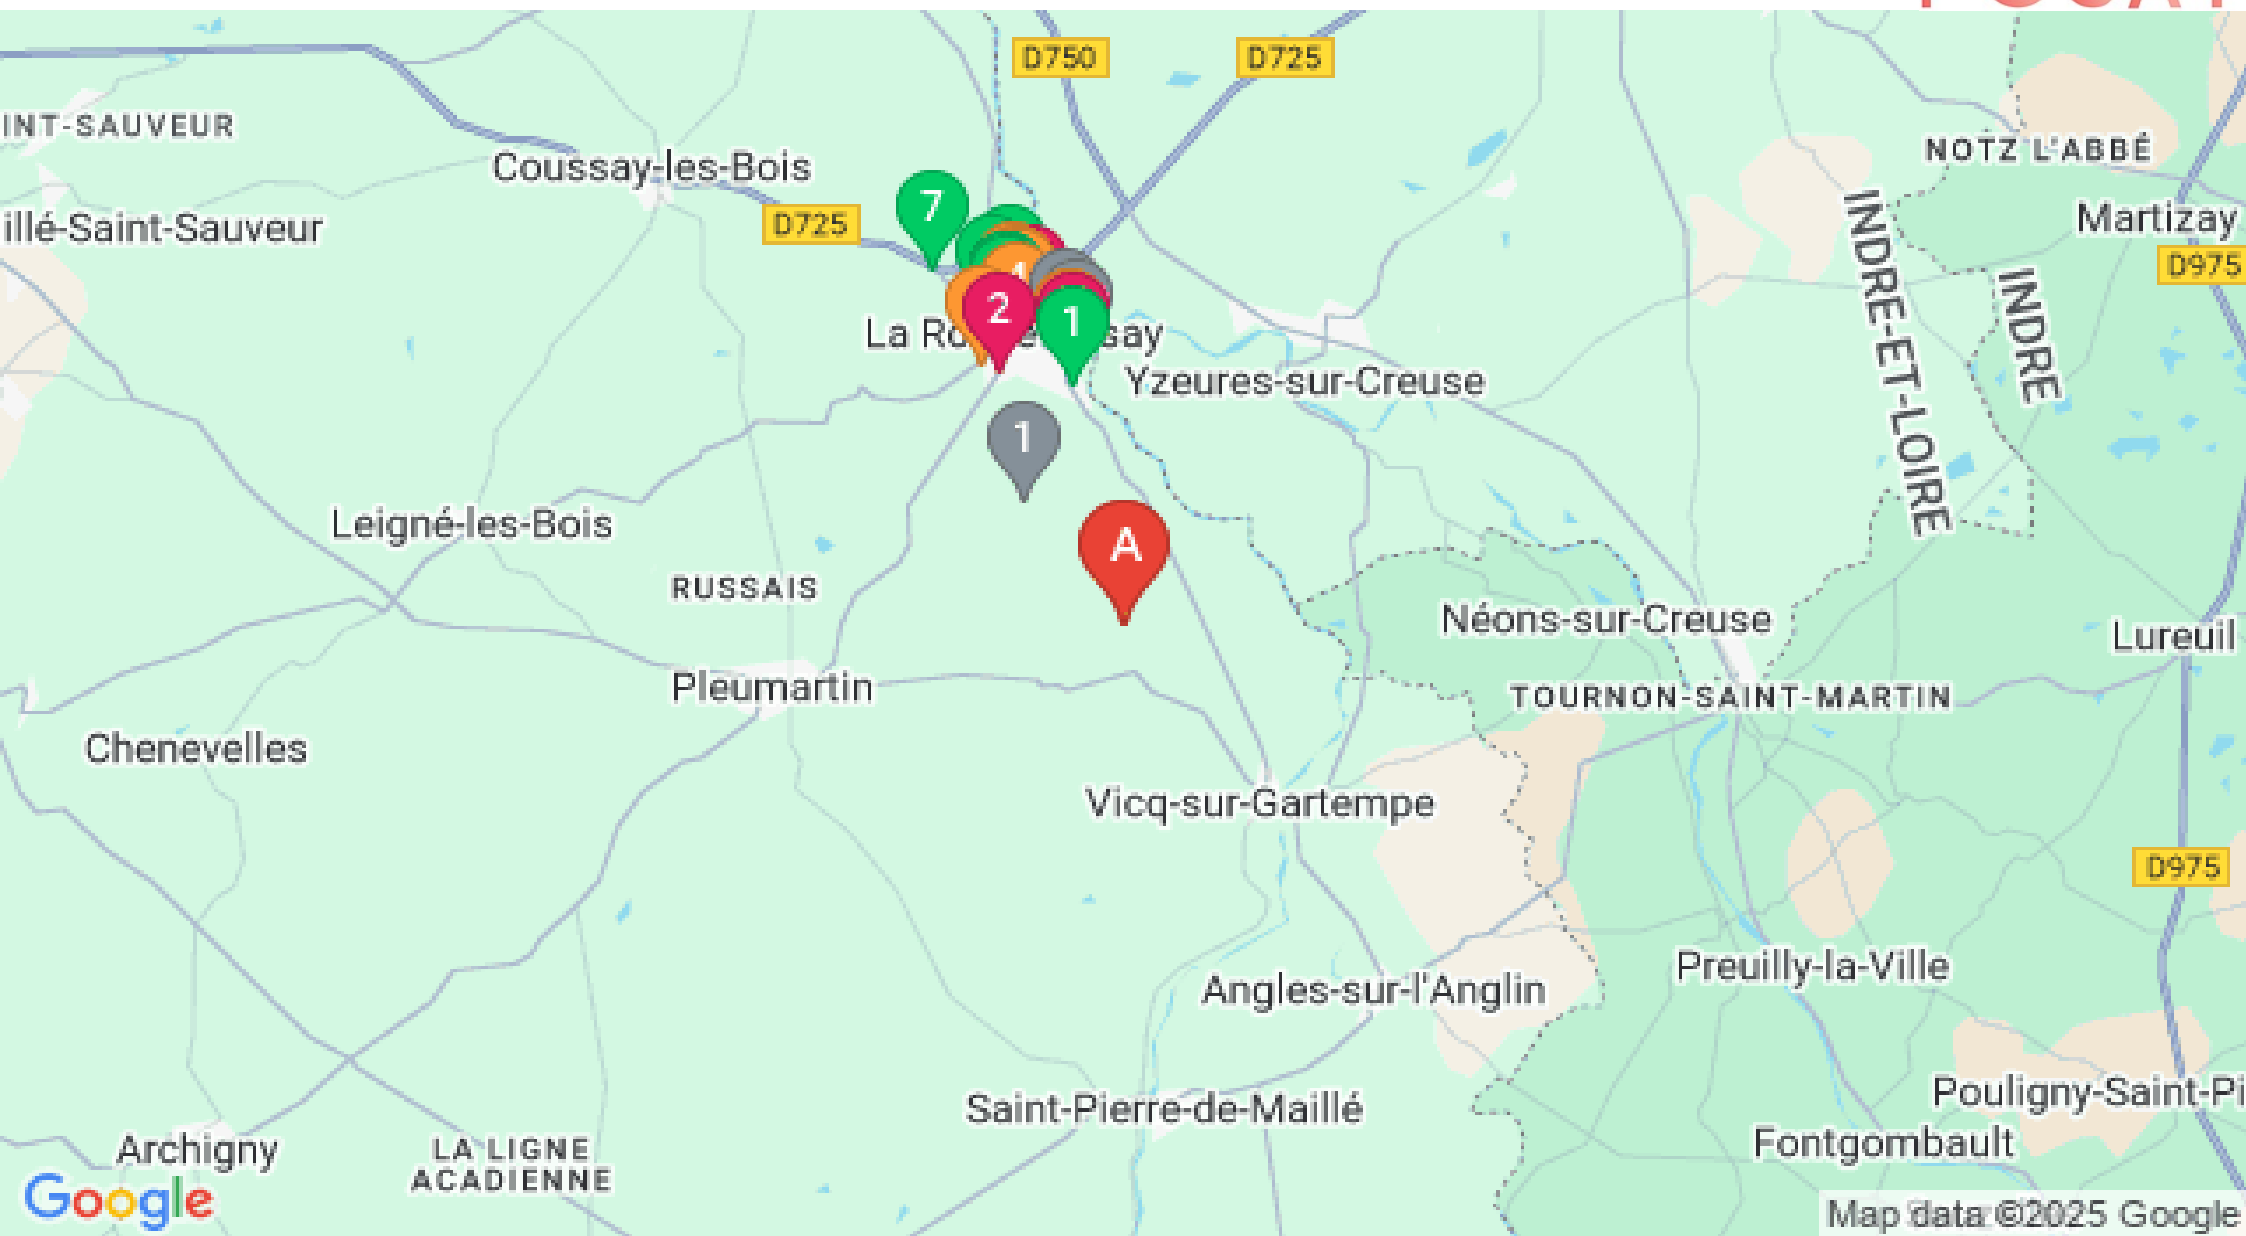 D750
D725
INT-SAUVEUR
NOTZ L'ABBÉ
Coussay-les-Bois
7
D725
illé-Saint-Sauveur
Martizay
D975
INDRE-ET-LOIRE
INDRE
4
2
1
La Ro
say
Yzeures-sur-Creuse
1
Leigné-les-Bois
A
RUSSAIS
Néons-sur-Creuse
Lureuil
Pleumartin
TOURNON-SAINT-MARTIN
Chenevelles
Vicq-sur-Gartempe
D975
Preuilly-la-Ville
Angles-sur-l'Anglin
Pouligny-Saint-Pi
Saint-Pierre-de-Maillé
Fontgombault
Archigny
LA LIGNE
ACADIENNE
Google
Map data ©2025 Google